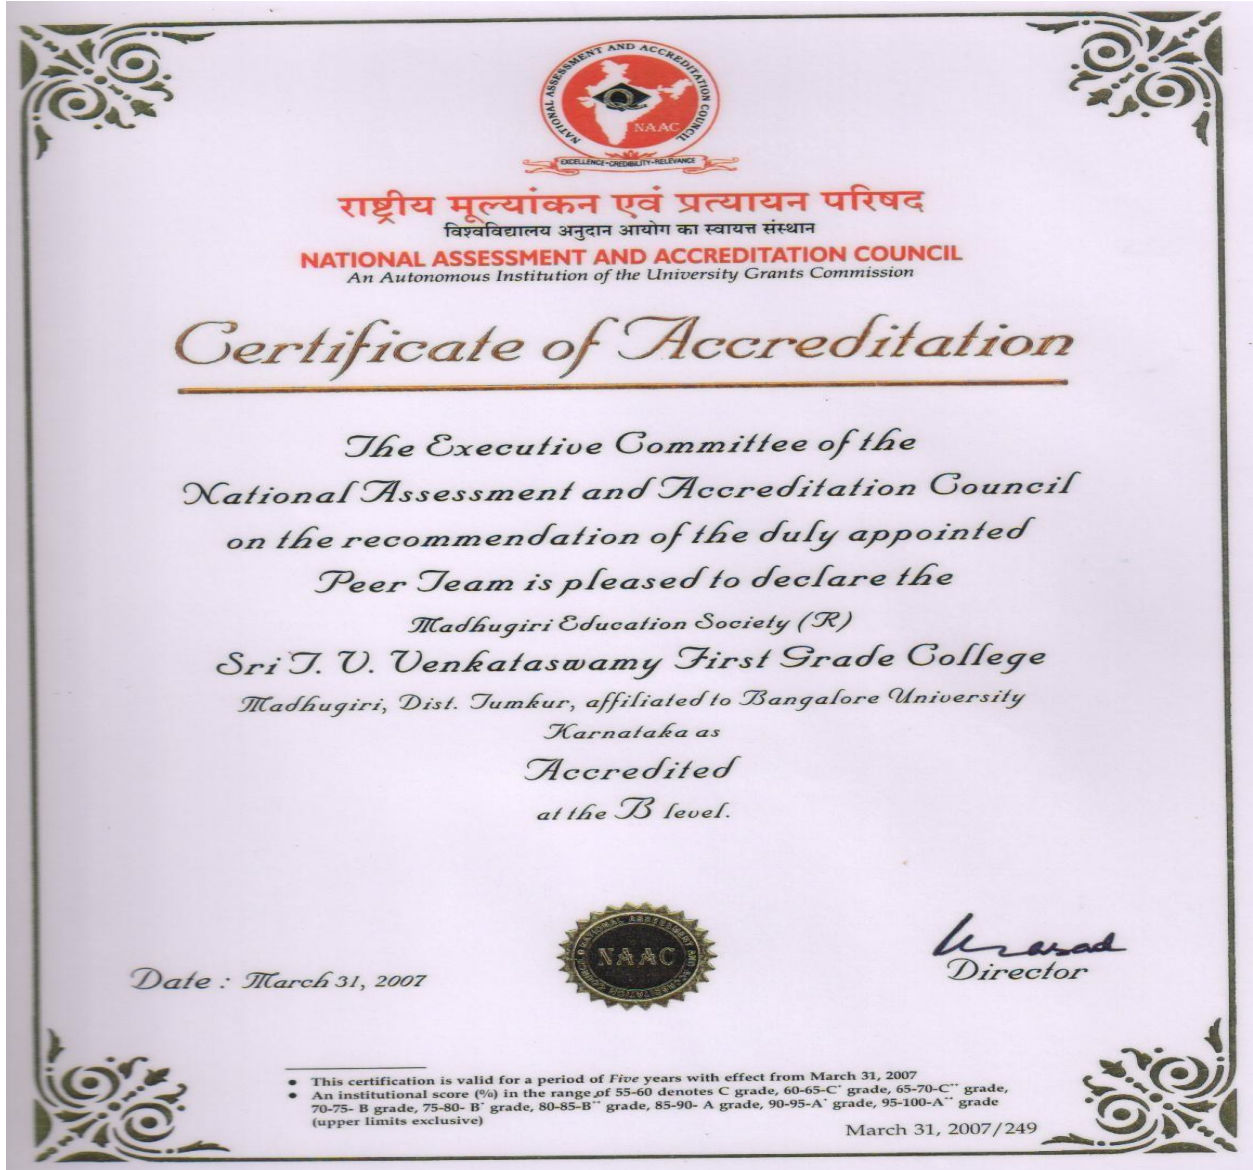 NATIONAL ASSESSMENT AND ACCREDITATION COUNCIL
NAAC
EXCELLENCE-CREDIBILITY-RELEVANCE
राष्ट्रीय मूल्यांकन एवं प्रत्यायन परिषद
विश्वविद्यालय अनुदान आयोग का स्वायत्त संस्थान
NATIONAL ASSESSMENT AND ACCREDITATION COUNCIL
An Autonomous Institution of the University Grants Commission
Certificate of Accreditation
The Executive Committee of the
National Assessment and Accreditation Council
on the recommendation of the duly appointed
Peer Team is pleased to declare the
Madhugiri Education Society (R)
Sri T. V. Venkataswamy First Grade College
Madhugiri, Dist. Tumkur, affiliated to Bangalore University
Karnataka as
Accredited
at the B level.
NATIONAL ASSESSMENT AND ACCREDITATION COUNCIL
NAAC
Date : March 31, 2007
Director
• This certification is valid for a period of Five years with effect from March 31, 2007
• An institutional score (%) in the range of 55-60 denotes C grade, 60-65-C⁺ grade, 65-70-C⁺⁺ grade,
70-75- B grade, 75-80- B⁺ grade, 80-85-B⁺⁺ grade, 85-90- A grade, 90-95-A⁺ grade, 95-100-A⁺⁺ grade
(upper limits exclusive)
March 31, 2007/249